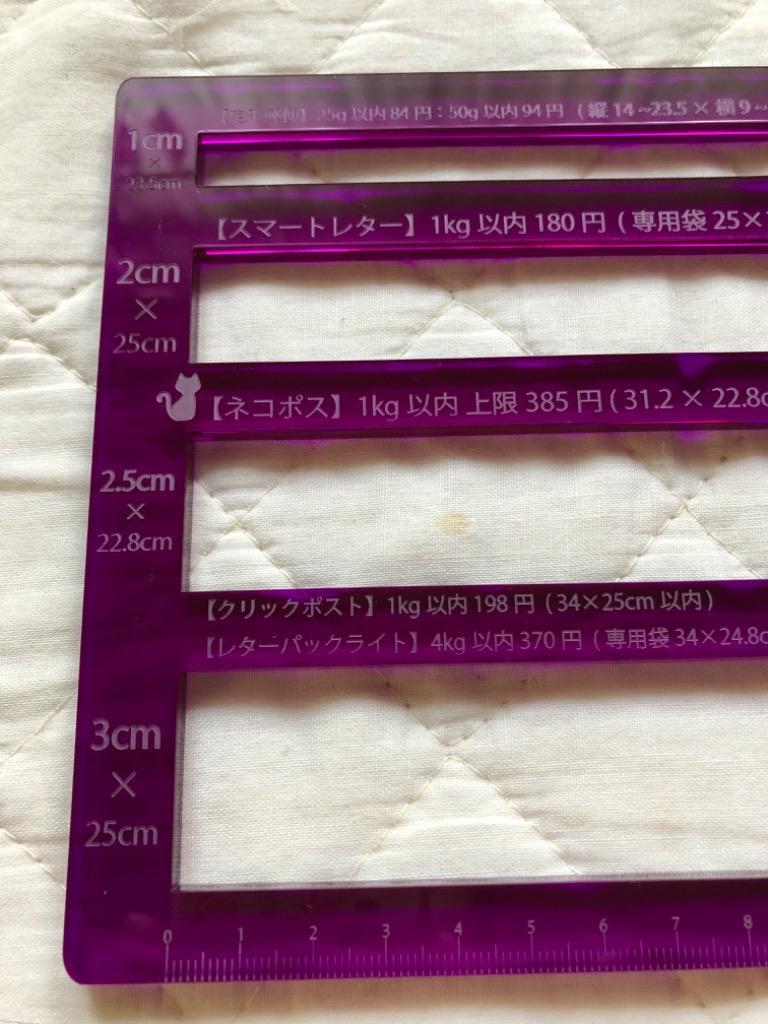 【定形郵便】25g 以内 84 円：50g 以内 94 円 ( 縦 14 ~23.5 × 横 9 ~
1cm
×
23.5cm
【スマートレター】1kg 以内 180 円 ( 専用袋 25×
2cm
×
25cm
【ネコポス】1kg 以内 上限 385 円 ( 31.2 × 22.8c
2.5cm
×
22.8cm
【クリックポスト】1kg 以内 198 円 ( 34×25cm 以内 )
【レターパックライト】4kg 以内 370 円 ( 専用袋 34×24.8c
3cm
×
25cm
0 1 2 3 4 5 6 7 8